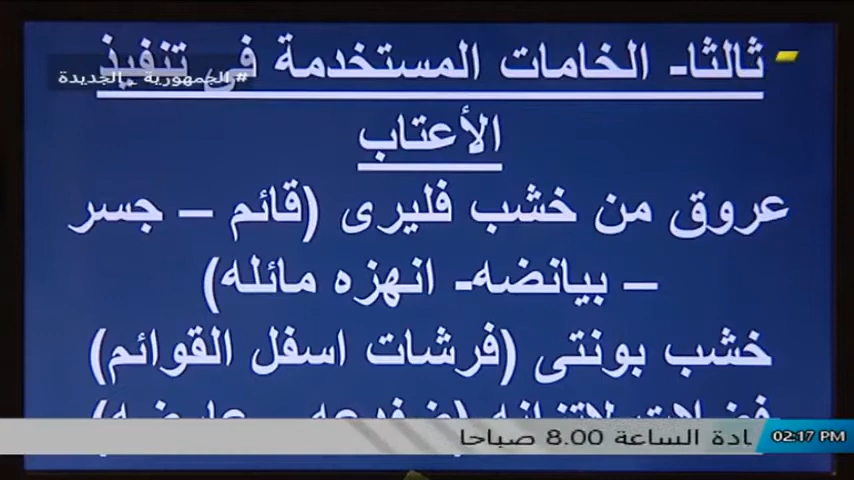 ثالثا- الخامات المستخدمة فى تنفيذ
#الجمهورية_الجديدة
الأعتاب
عروق من خشب فليرى (قائم – جسر
– بيانضه- انهزه مائله)
خشب بونتى (فرشات اسفل القوائم)
ادة الساعة 8.00 صباحا
02:17 PM